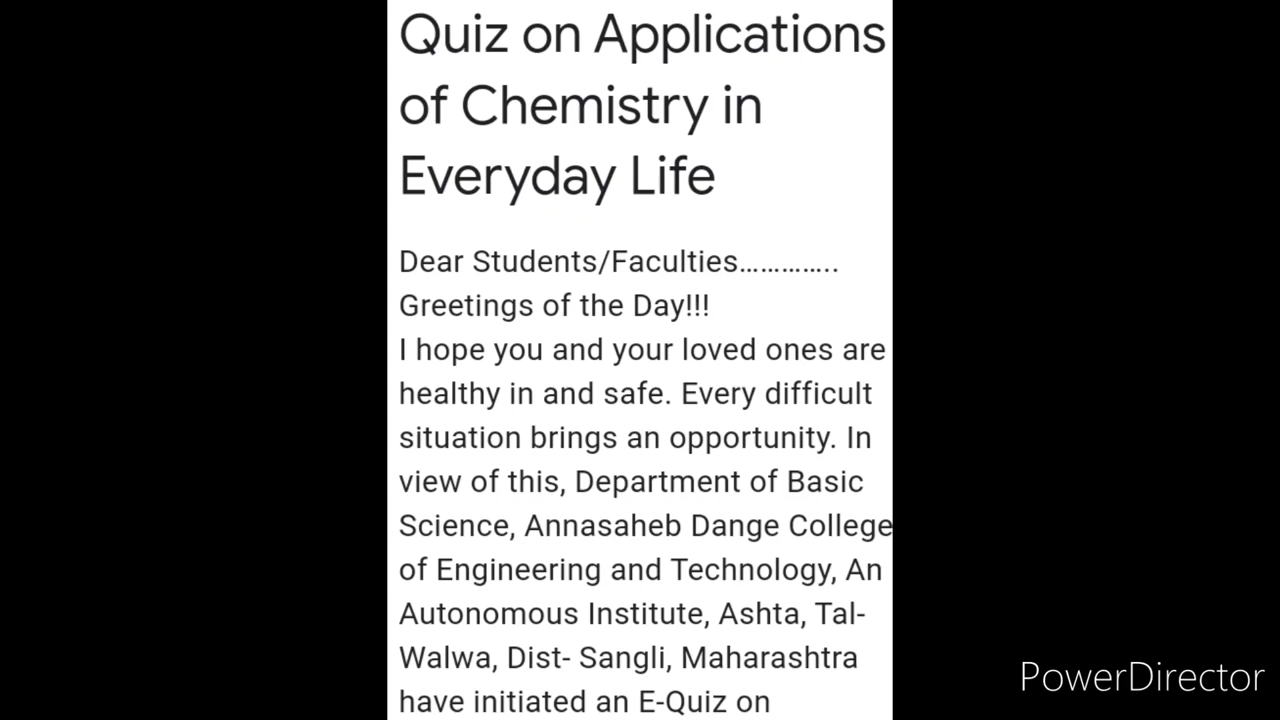 Quiz on Applications
of Chemistry in
Everyday Life
Dear Students/Faculties…………..
Greetings of the Day!!!
I hope you and your loved ones are
healthy in and safe. Every difficult
situation brings an opportunity. In
view of this, Department of Basic
Science, Annasaheb Dange College
of Engineering and Technology, An
Autonomous Institute, Ashta, Tal-
Walwa, Dist- Sangli, Maharashtra
have initiated an E-Quiz on
PowerDirector